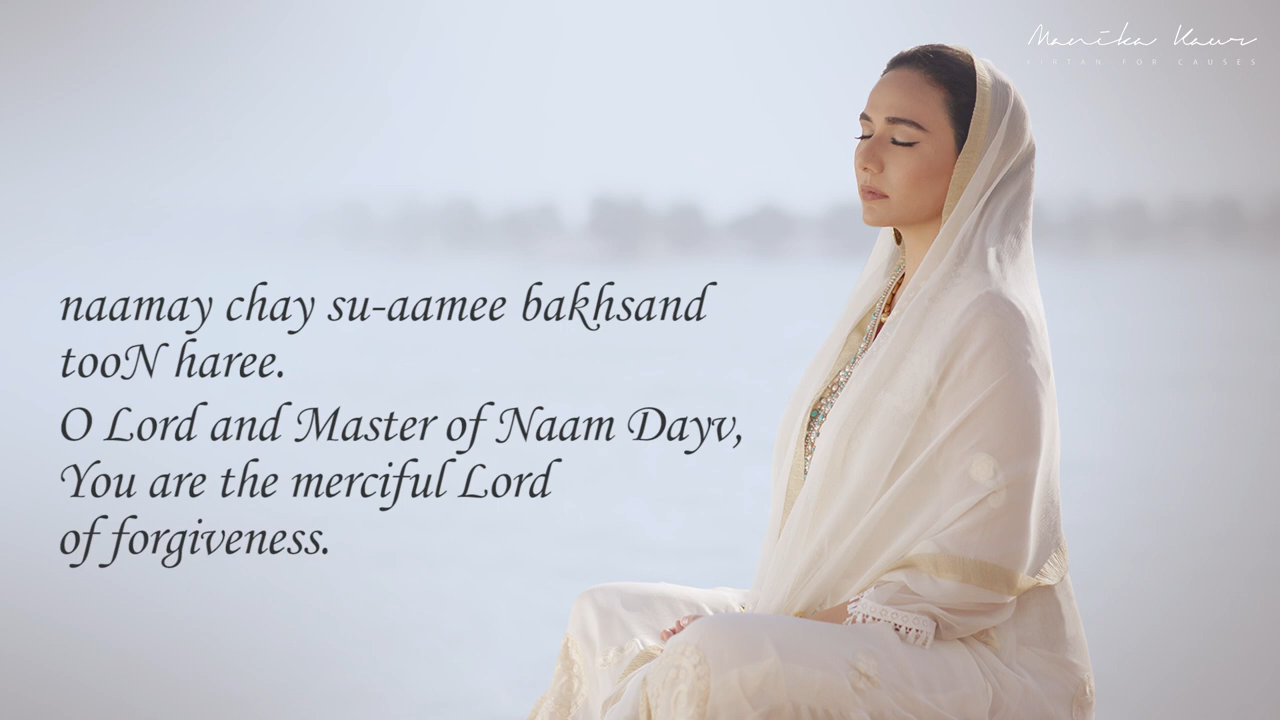 Manika Kaur
KIRTAN FOR CAUSES
naamay chay su-aamee bakhsand
tooN haree.
O Lord and Master of Naam Dayv,
You are the merciful Lord
of forgiveness.